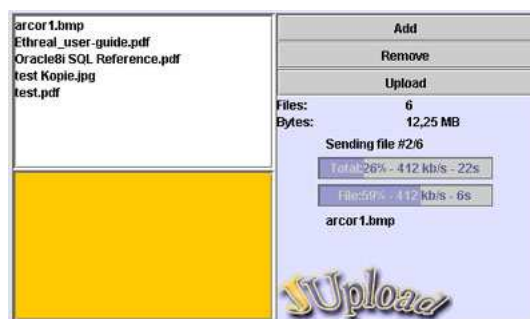 arcor1.bmp
Ethreal_user-guide.pdf
Oracle8i SQL Reference.pdf
test Kopie.jpg
test.pdf
Add
Remove
Upload
Files: 6
Bytes: 12,25 MB
Sending file #2/6
Total:26% - 412 kb/s - 22s
File:59% - 412 kb/s - 6s
arcor1.bmp
JUpload